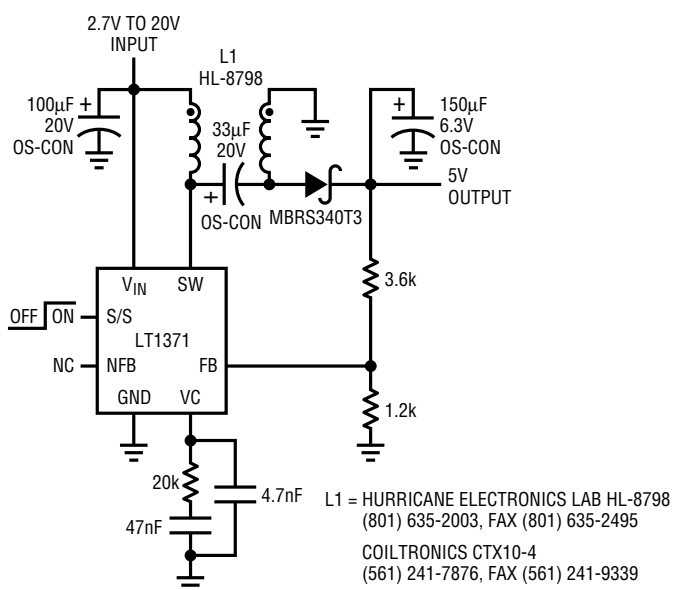 2.7V TO 20V
INPUT
L1
HL-8798
100µF
20V
OS-CON
+
33µF
20V
+
OS-CON
MBRS340T3
+
150µF
6.3V
OS-CON
5V
OUTPUT
3.6k
VIN
SW
OFF
ON
S/S
LT1371
NC
NFB
FB
GND
VC
1.2k
20k
4.7nF
47nF
L1 = HURRICANE ELECTRONICS LAB HL-8798
(801) 635-2003, FAX (801) 635-2495
COILTRONICS CTX10-4
(561) 241-7876, FAX (561) 241-9339